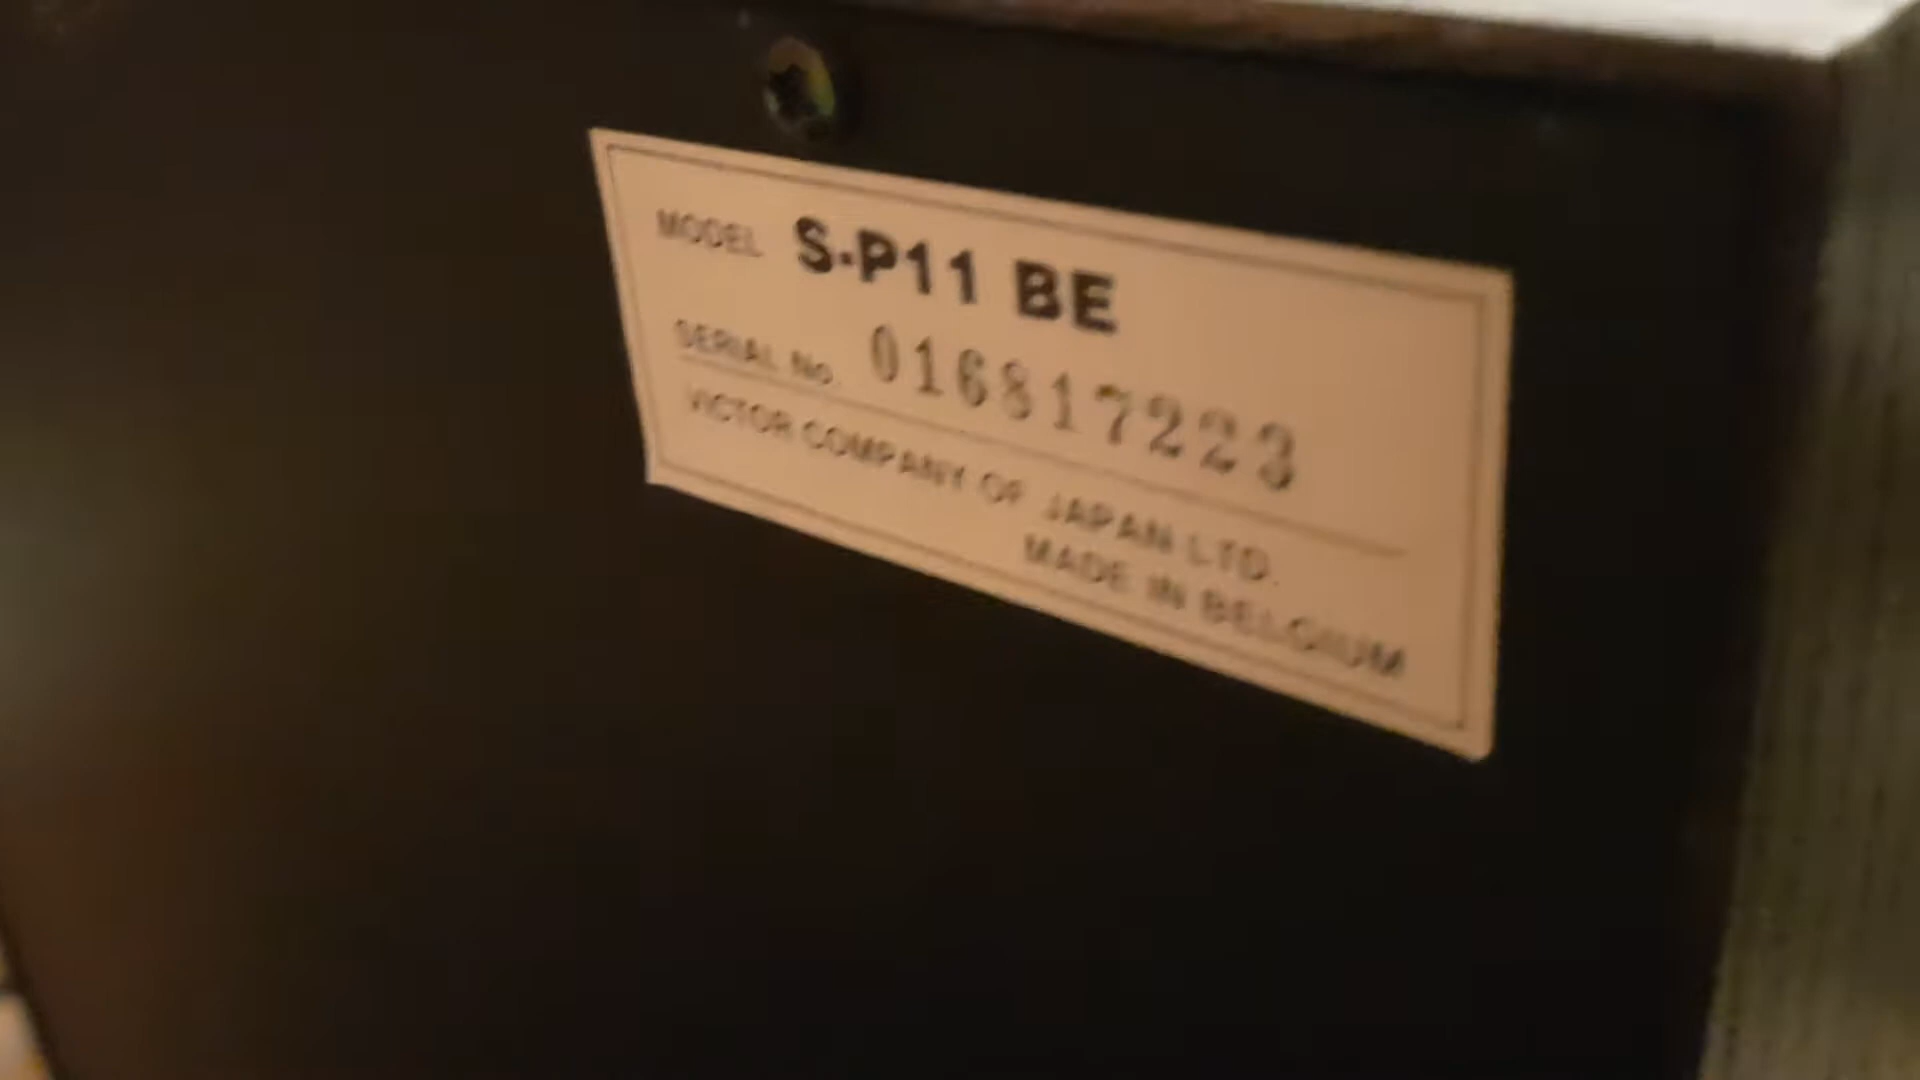 MODEL S-P11 BE
SERIAL No. 016817223
VICTOR COMPANY OF JAPAN LTD.
MADE IN BELGIUM